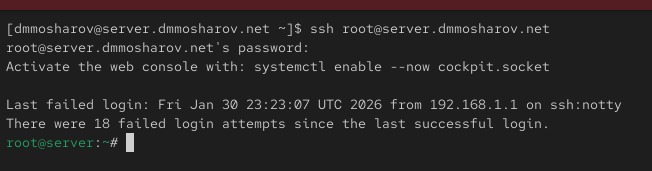 [dmmosharov@server.dmmosharov.net ~]$ ssh root@server.dmmosharov.net
root@server.dmmosharov.net's password:
Activate the web console with: systemctl enable --now cockpit.socket
Last failed login: Fri Jan 30 23:23:07 UTC 2026 from 192.168.1.1 on ssh:notty
There were 18 failed login attempts since the last successful login.
root@server:~#